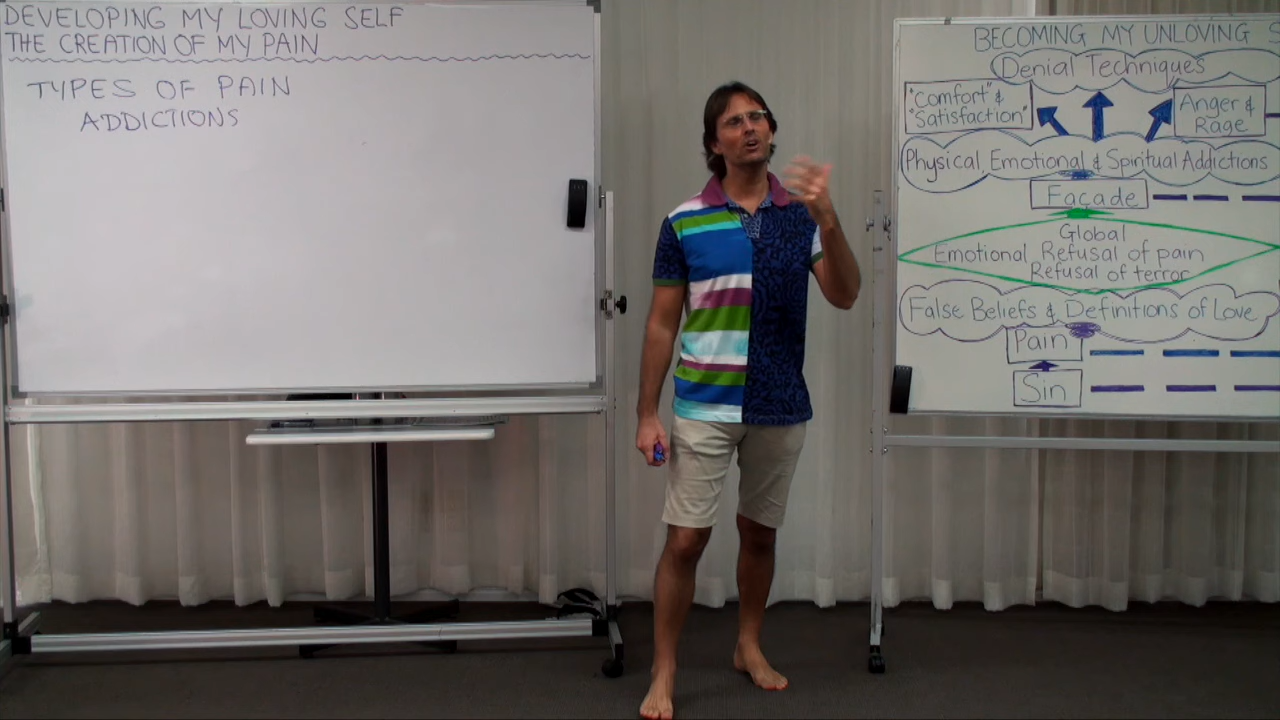 DEVELOPING MY LOVING SELF
THE CREATION OF MY PAIN
TYPES OF PAIN
ADDICTIONS
BECOMING MY UNLOVING S
Denial Techniques
"Comfort" &
"Satisfaction"
Anger &
Rage
Physical, Emotional & Spiritual Addictions
Façade
Global
Emotional Refusal of pain
Refusal of terror
False Beliefs & Definitions of Love
Pain
Sin